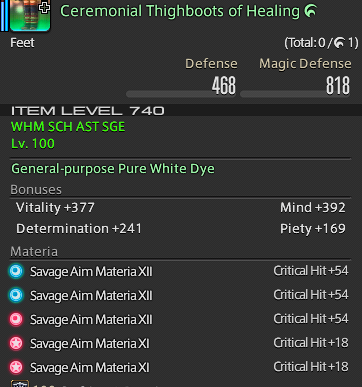 Ceremonial Thighboots of Healing
Feet
(Total: 0 / 1)
Defense Magic Defense
468 818
ITEM LEVEL 740
WHM SCH AST SGE
Lv. 100
General-purpose Pure White Dye
Bonuses
Vitality +377 Mind +392
Determination +241 Piety +169
Materia
Savage Aim Materia XII Critical Hit +54
Savage Aim Materia XII Critical Hit +54
Savage Aim Materia XII Critical Hit +54
Savage Aim Materia XI Critical Hit +18
Savage Aim Materia XI Critical Hit +18